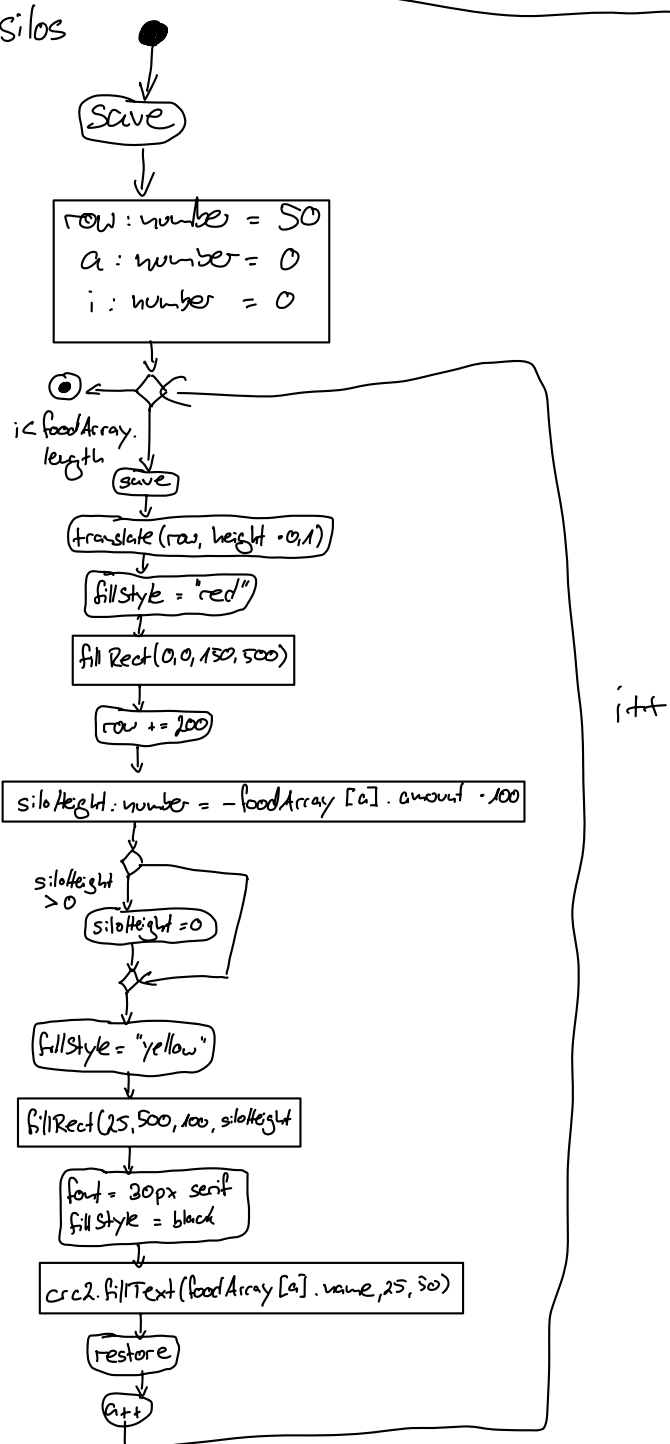 silos
save
row : number = 50
a : number = 0
i : number = 0
i< foodArray.
length
save
translate (row, height · 0,1)
fillStyle = "red"
fillRect(0,0,150,500)
row += 200
i++
siloHeight : number = -foodArray [a] . amount · 100
siloHeight
>0
siloHeight =0
fillStyle = "yellow"
fillRect(25,500,100, siloHeight
font = 30px serif
fillStyle = black
crc2.fillText(foodArray [a] . name, 25, 50)
restore
a++